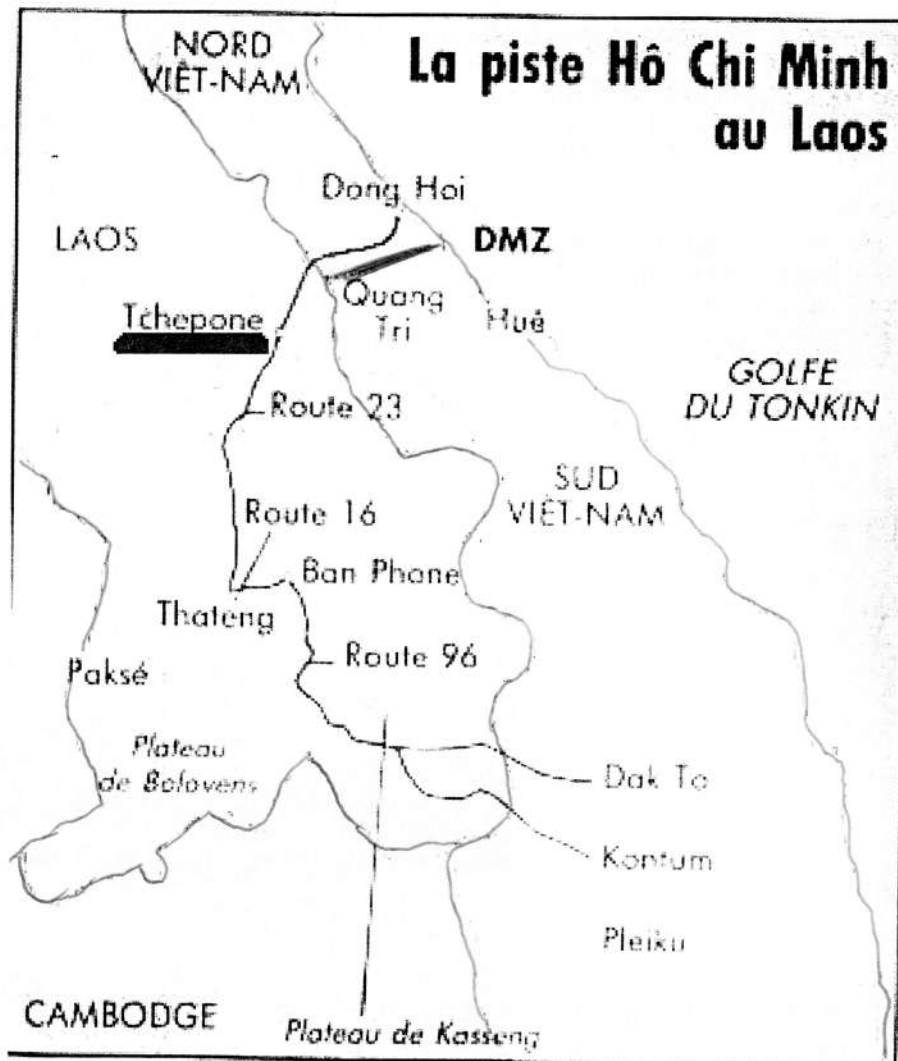 La piste Hô Chi Minh
au Laos
NORD
VIÊT-NAM
Dong Hoi
LAOS
DMZ
Quang
Tri
Tchepone
Huê
GOLFE
DU TONKIN
Route 23
SUD
VIÊT-NAM
Route 16
Ban Phone
Thateng
Route 96
Paksé
Plateau
de Bolovens
Dak To
Kontum
Pleiku
CAMBODGE
Plateau de Kasseng